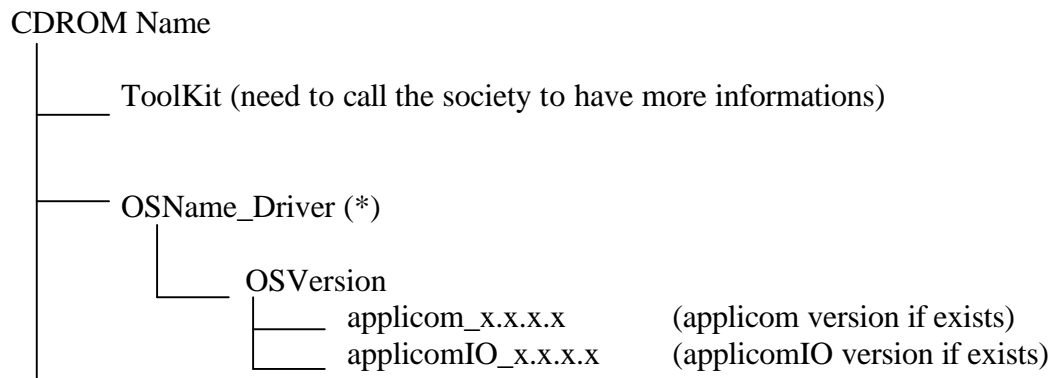 CDROM Name
ToolKit (need to call the society to have more informations)
OSName_Driver (*)
OSVersion
applicom_x.x.x.x (applicom version if exists)
applicomIO_x.x.x.x (applicomIO version if exists)